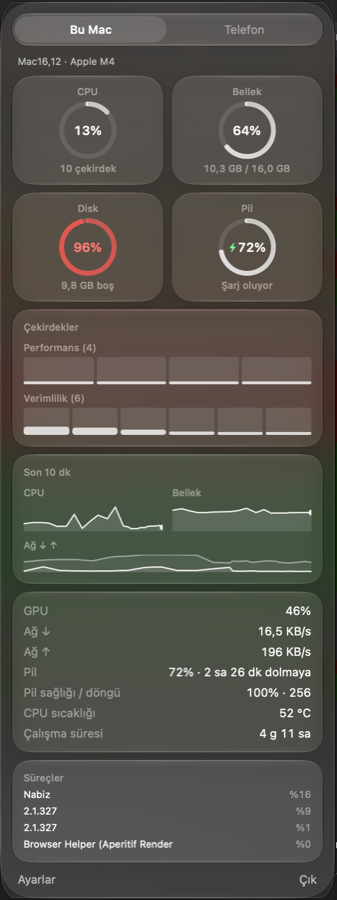 Bu Mac
Telefon
Mac16,12 · Apple M4
CPU
13%
10 çekirdek
Bellek
64%
10,3 GB / 16,0 GB
Disk
96%
9,8 GB boş
Pil
72%
Şarj oluyor
Çekirdekler
Performans (4)
Verimlilik (6)
Son 10 dk
CPU
Bellek
Ağ ↓ ↑
GPU 46%
Ağ ↓ 16,5 KB/s
Ağ ↑ 196 KB/s
Pil 72% · 2 sa 26 dk dolmaya
Pil sağlığı / döngü 100% · 256
CPU sıcaklığı 52 °C
Çalışma süresi 4 g 11 sa
Süreçler
Nabiz %16
2.1.327 %9
2.1.327 %1
Browser Helper (Aperitif Render %0
Ayarlar
Çık